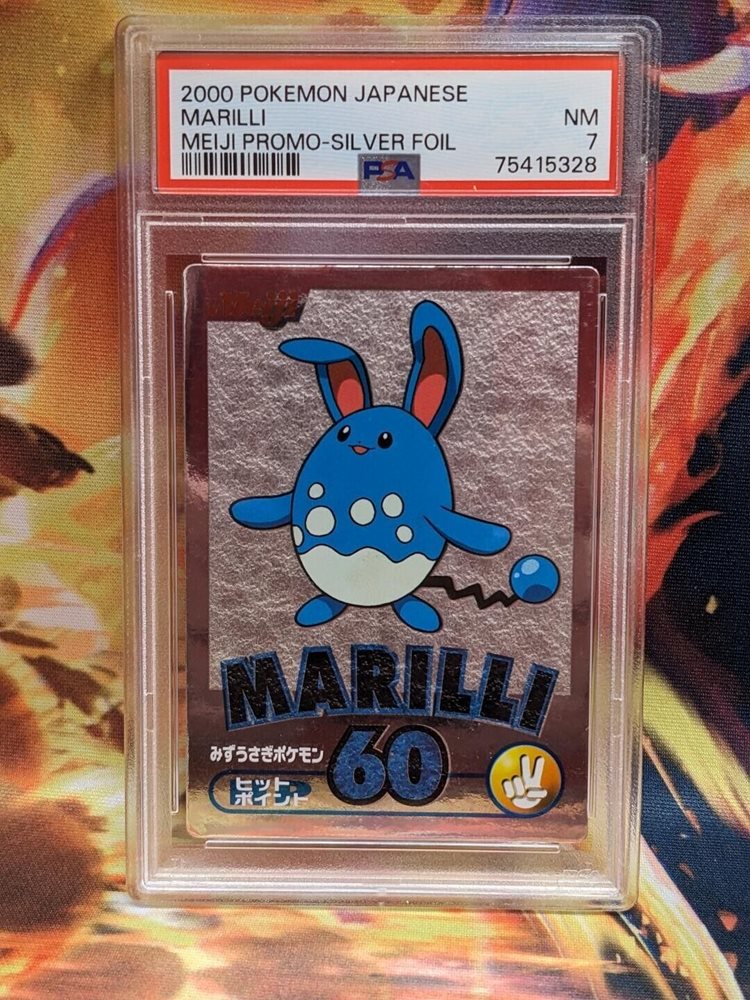 2000 POKEMON JAPANESE
MARILLI NM
MEIJI PROMO-SILVER FOIL 7
PSA 75415328
Meiji
MARILLI
みずうさぎポケモン 60
ヒット
ポイント